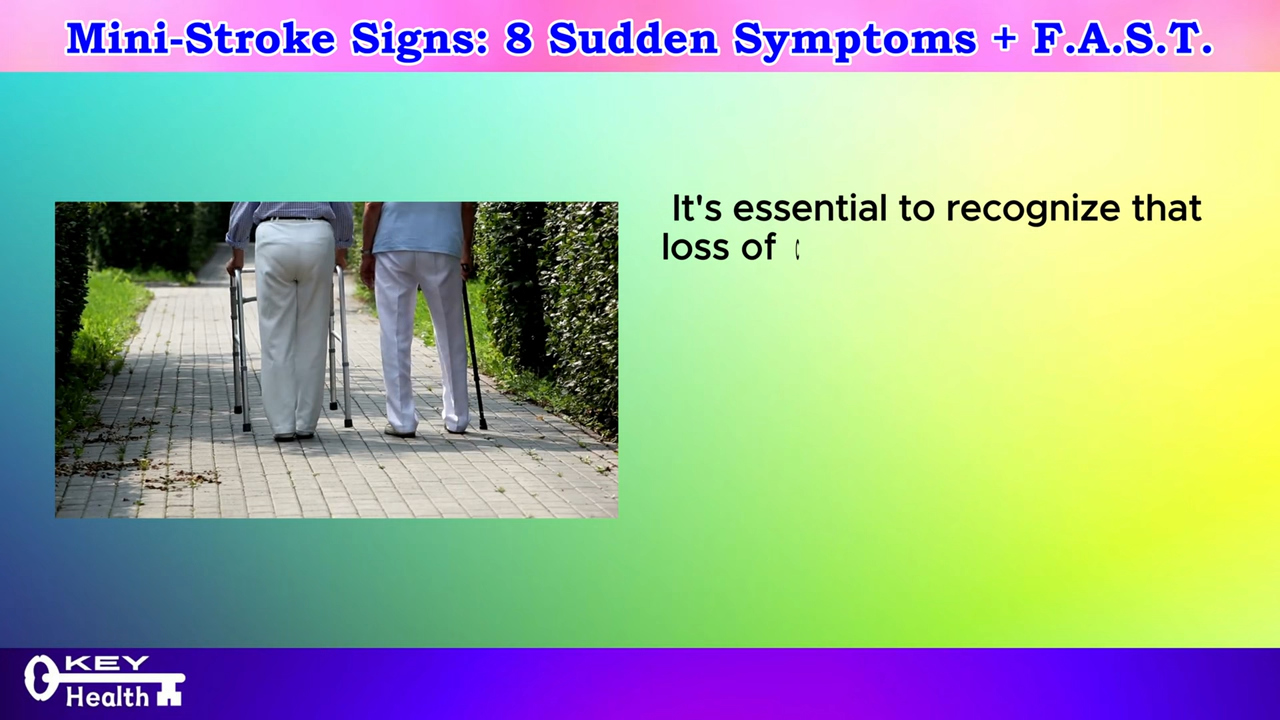 Mini-Stroke Signs: 8 Sudden Symptoms + F.A.S.T.
It's essential to recognize that
loss of
KEY
Health